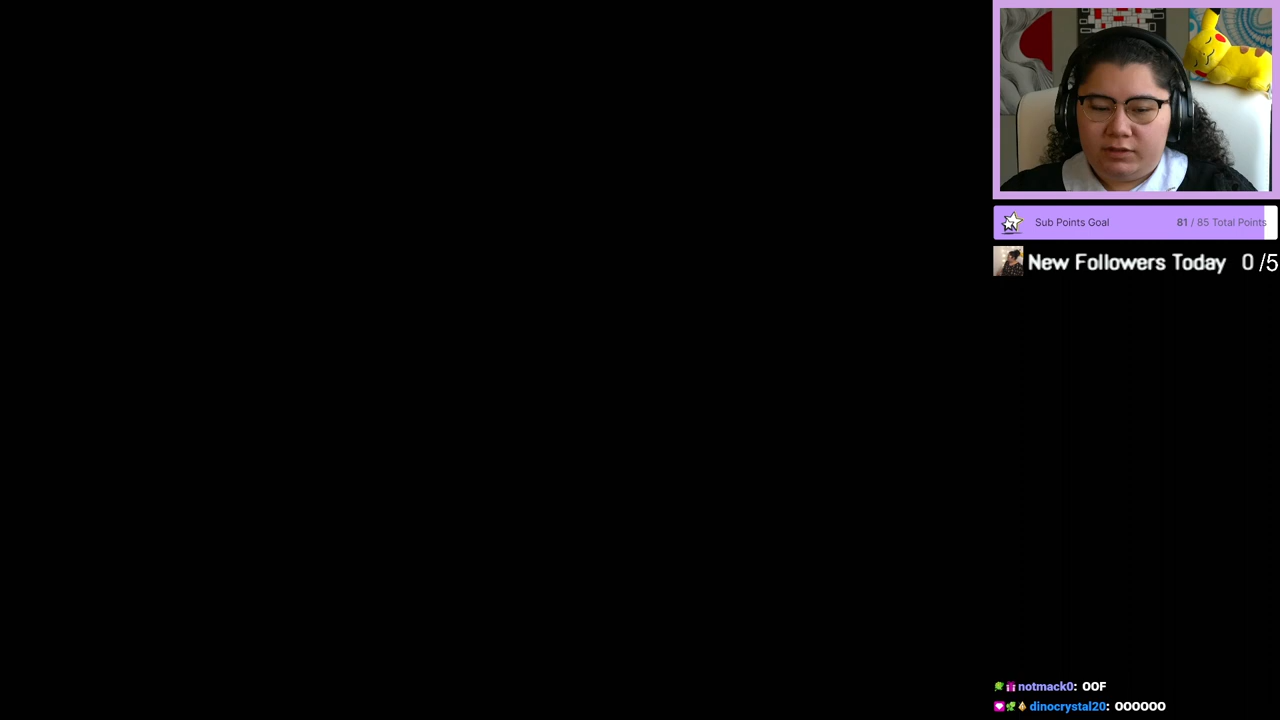 Sub Points Goal 81 / 85 Total Points
New Followers Today 0 /5
notmack0: OOF
dinocrystal20: OOOOOO